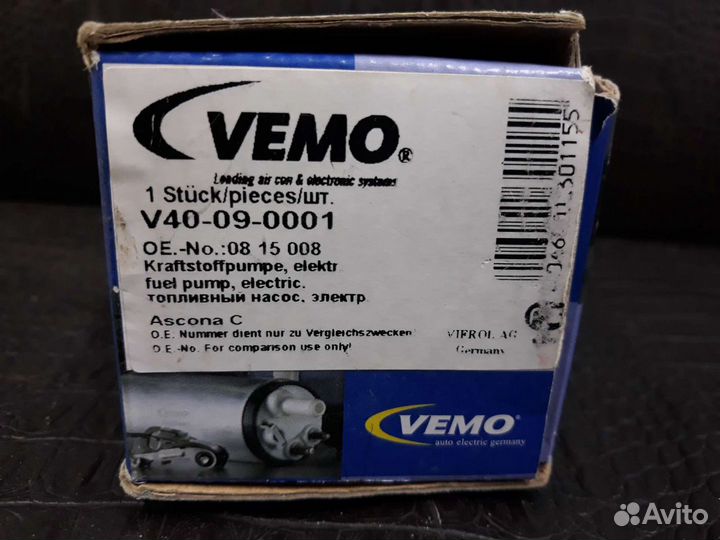 VEMO®
Leading air con & electronic systems
1 Stück/pieces/шт.
V40-09-0001
OE.-No.:08 15 008
Kraftstoffpumpe, elektr
fuel pump, electric.
топливный насос, электр
Ascona C
O.E. Nummer dient nur zu Vergleichszwecken
O.E.-No. For comparison use only!
VIEROL AG
Germany
VEMO®
auto electric germany
Avito